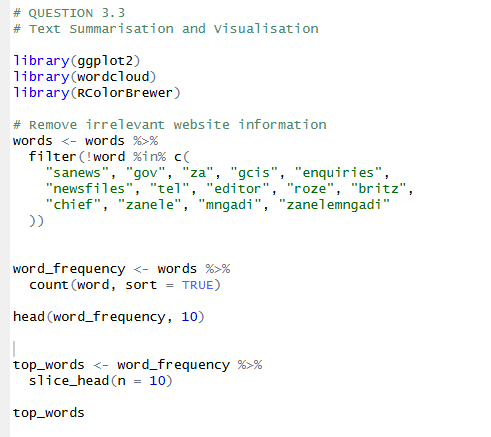 # QUESTION 3.3
# Text Summarisation and Visualisation
library(ggplot2)
library(wordcloud)
library(RColorBrewer)
# Remove irrelevant website information
words <- words %>%
filter(!word %in% c(
"sanews", "gov", "za", "gcis", "enquiries",
"newsfiles", "tel", "editor", "roze", "britz",
"chief", "zanele", "mngadi", "zanelemngadi"
))
word_frequency <- words %>%
count(word, sort = TRUE)
head(word_frequency, 10)
top_words <- word_frequency %>%
slice_head(n = 10)
top_words